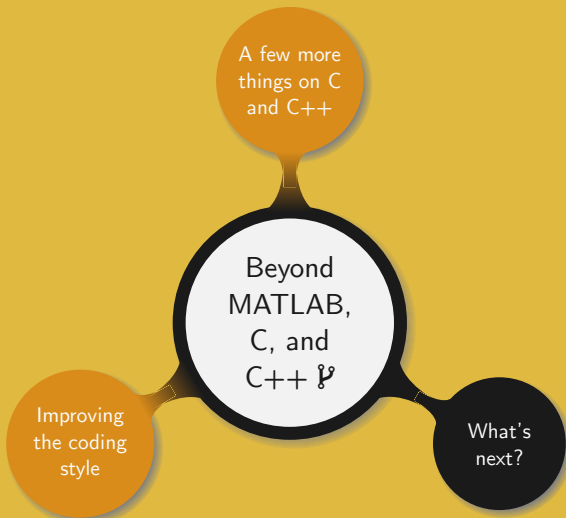 A few more
things on C
and C++
Beyond
MATLAB,
C, and
C++
Improving
the coding
style
What's
next?